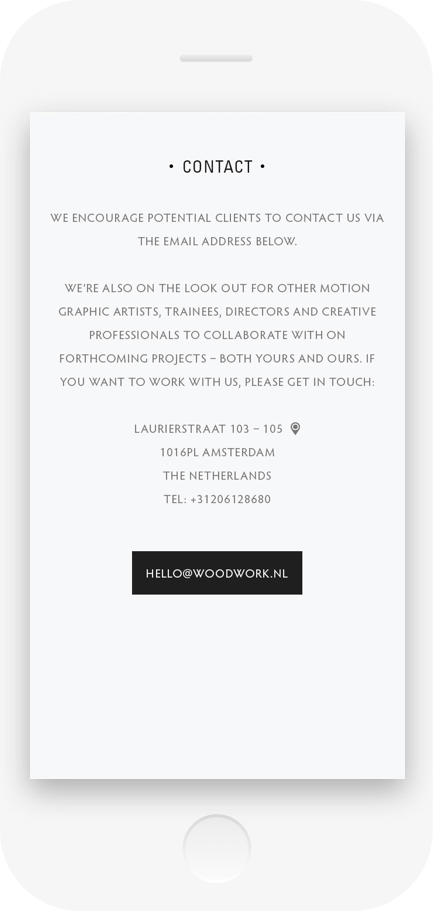 • CONTACT •
WE ENCOURAGE POTENTIAL CLIENTS TO CONTACT US VIA
THE EMAIL ADDRESS BELOW.
WE'RE ALSO ON THE LOOK OUT FOR OTHER MOTION
GRAPHIC ARTISTS, TRAINEES, DIRECTORS AND CREATIVE
PROFESSIONALS TO COLLABORATE WITH ON
FORTHCOMING PROJECTS – BOTH YOURS AND OURS. IF
YOU WANT TO WORK WITH US, PLEASE GET IN TOUCH:
LAURIERSTRAAT 103 – 105
1016PL AMSTERDAM
THE NETHERLANDS
TEL: +31206128680
HELLO@WOODWORK.NL